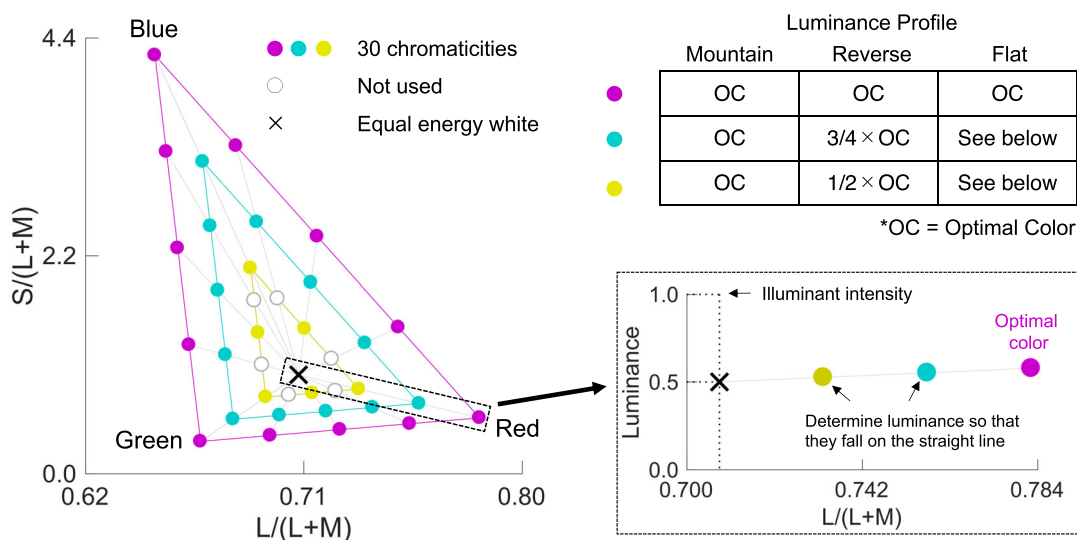 4.4
2.2
0.0
S/(L+M)
0.62
0.71
0.80
L/(L+M)
Blue
Green
Red
30 chromaticities
Not used
Equal energy white
Luminance Profile
Mountain Reverse Flat
OC OC OC
OC 3/4 × OC See below
OC 1/2 × OC See below
*OC = Optimal Color
1.0
0.5
0.0
Luminance
Illuminant intensity
Optimal
color
Determine luminance so that
they fall on the straight line
0.700
0.742
0.784
L/(L+M)